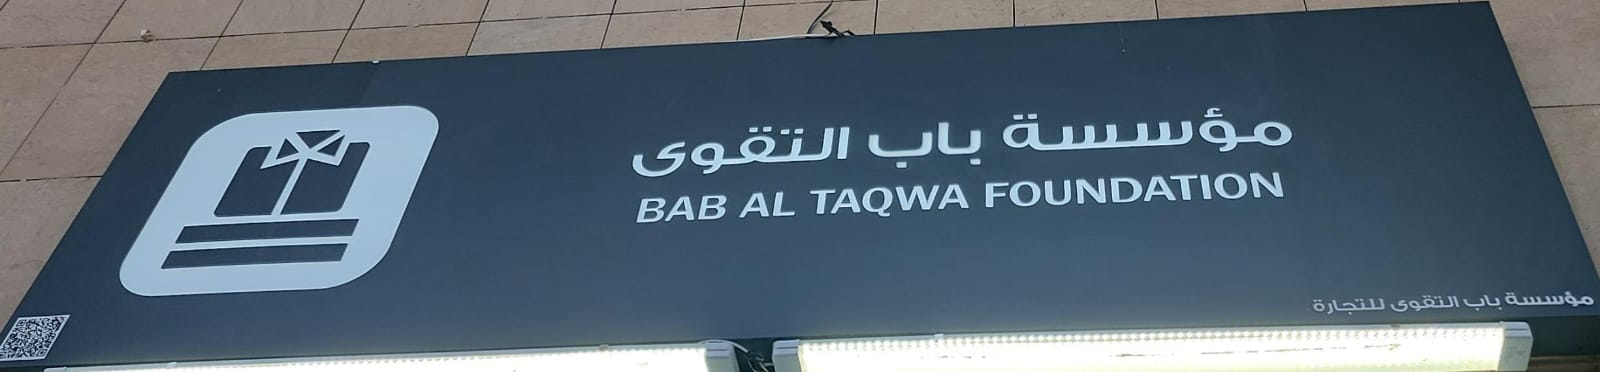 مؤسسة باب التقوى
BAB AL TAQWA FOUNDATION
مؤسسة باب التقوى للتجارة